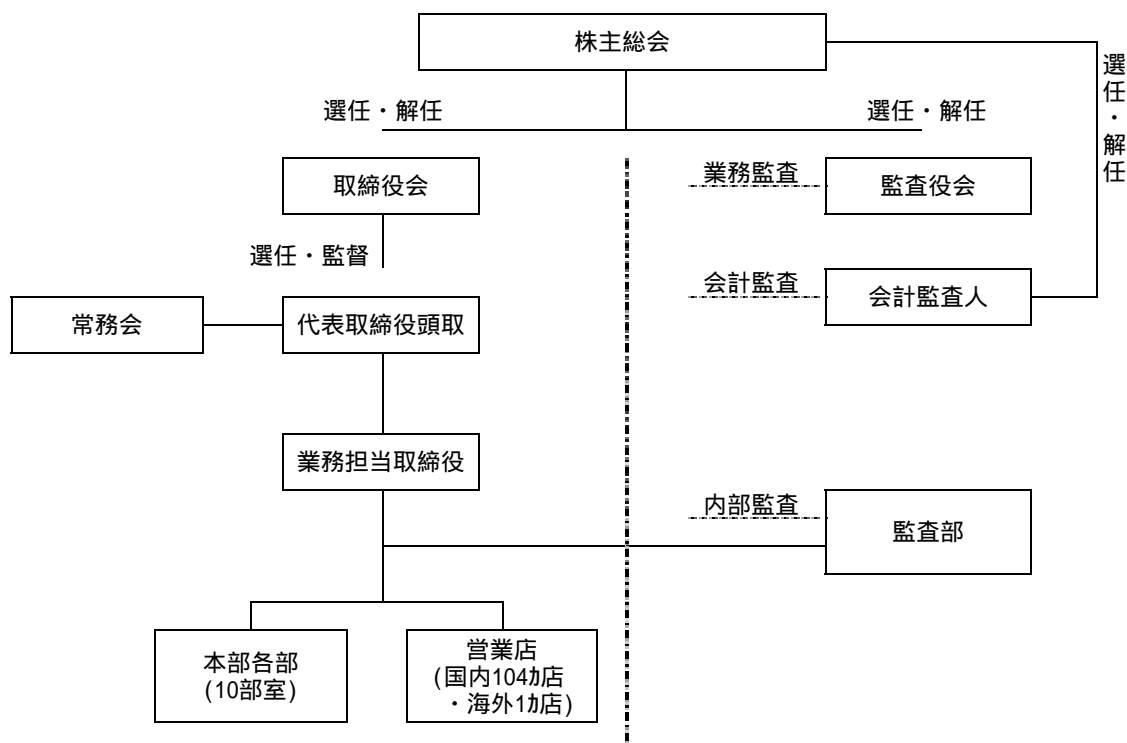 株主総会
選任・解任
選任・解任
選任・解任
取締役会
業務監査
監査役会
選任・監督
会計監査
会計監査人
常務会
代表取締役頭取
業務担当取締役
内部監査
監査部
本部各部
(10部室)
営業店
(国内104ｶ店
・海外1ｶ店)